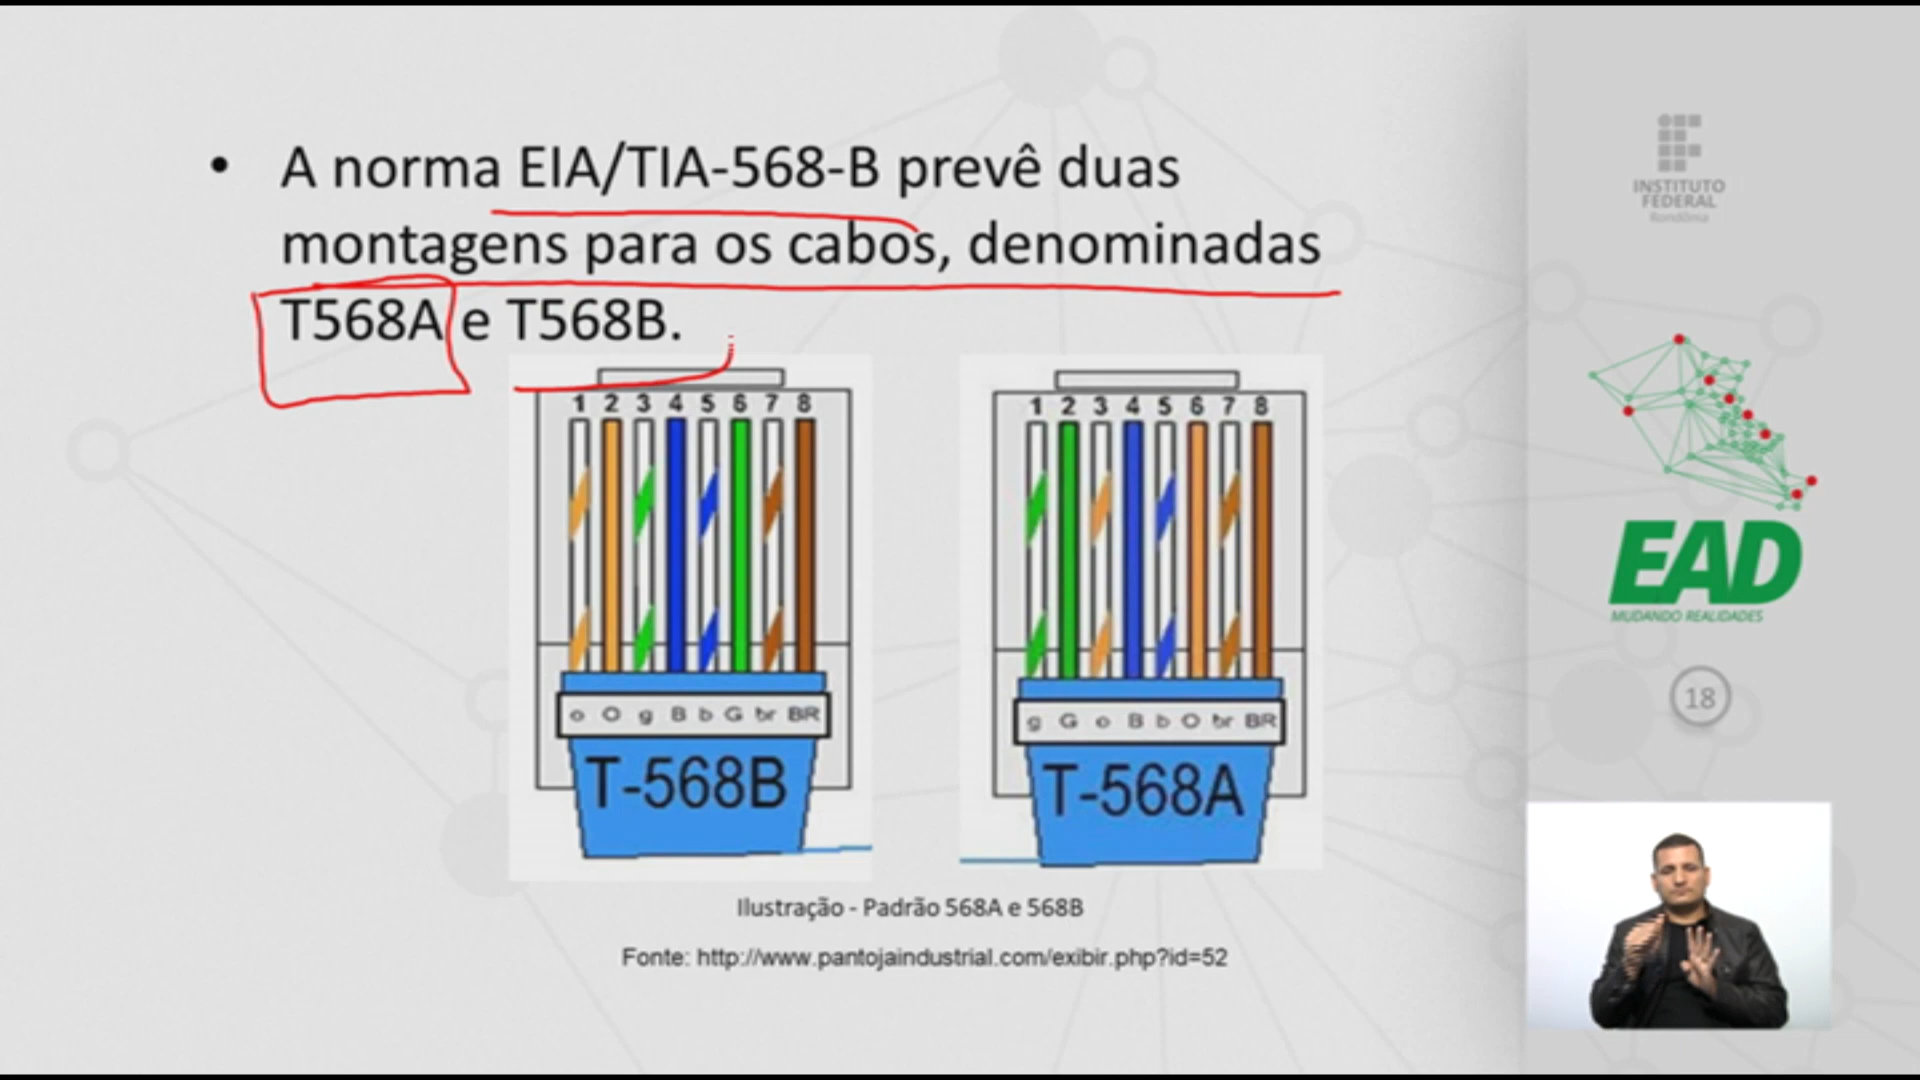 • A norma EIA/TIA-568-B prevê duas
montagens para os cabos, denominadas
T568A e T568B.
1 2 3 4 5 6 7 8
o O g B b G br BR
T-568B
1 2 3 4 5 6 7 8
g G o B b O br BR
T-568A
Ilustração - Padrão 568A e 568B
Fonte: http://www.pantojaindustrial.com/exibir.php?id=52
INSTITUTO
FEDERAL
Rondônia
EAD
MUDANDO REALIDADES
18